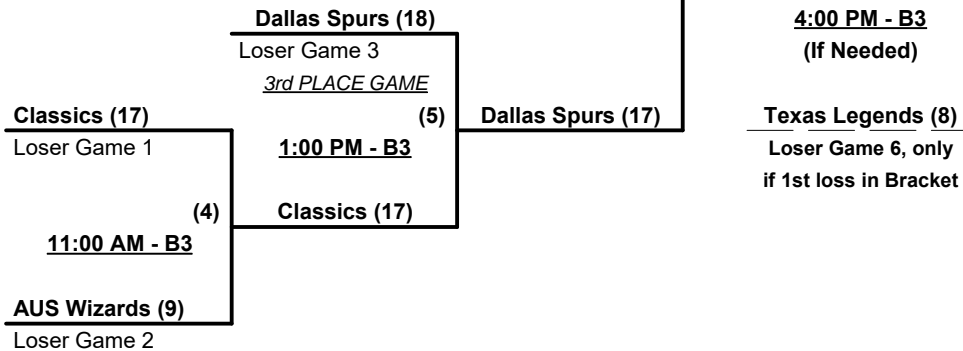 Dallas Spurs (18)
Loser Game 3
3rd PLACE GAME
4:00 PM - B3
(If Needed)
Classics (17)
Loser Game 1
(5)
1:00 PM - B3
Dallas Spurs (17)
Texas Legends (8)
Loser Game 6, only
if 1st loss in Bracket
(4)
11:00 AM - B3
Classics (17)
AUS Wizards (9)
Loser Game 2